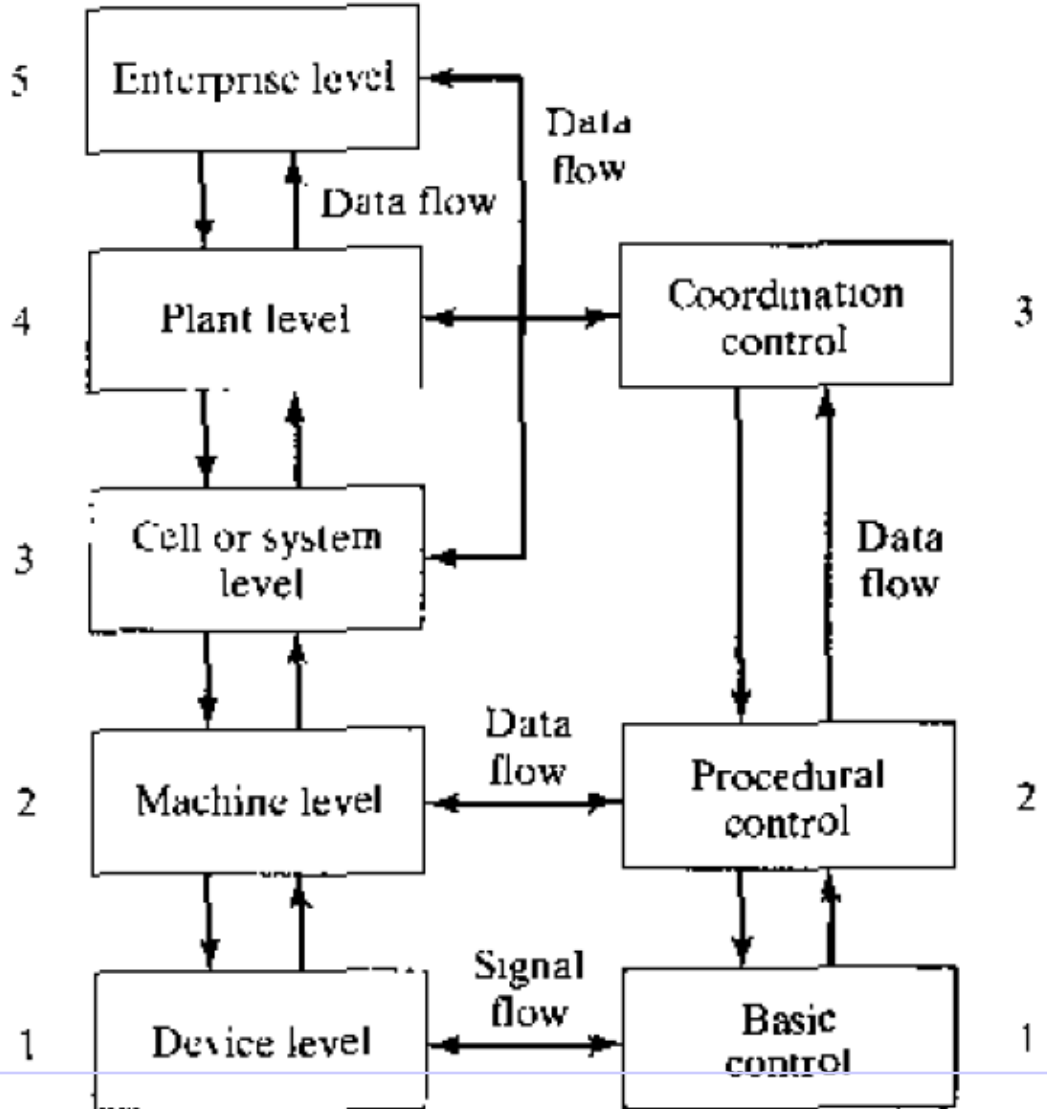 5
Enterprise level
Data
flow
Data flow
4
Plant level
Coordination
control
3
3
Cell or system
level
Data
flow
2
Machine level
Data
flow
Procedural
control
2
1
Device level
Signal
flow
Basic
control
1